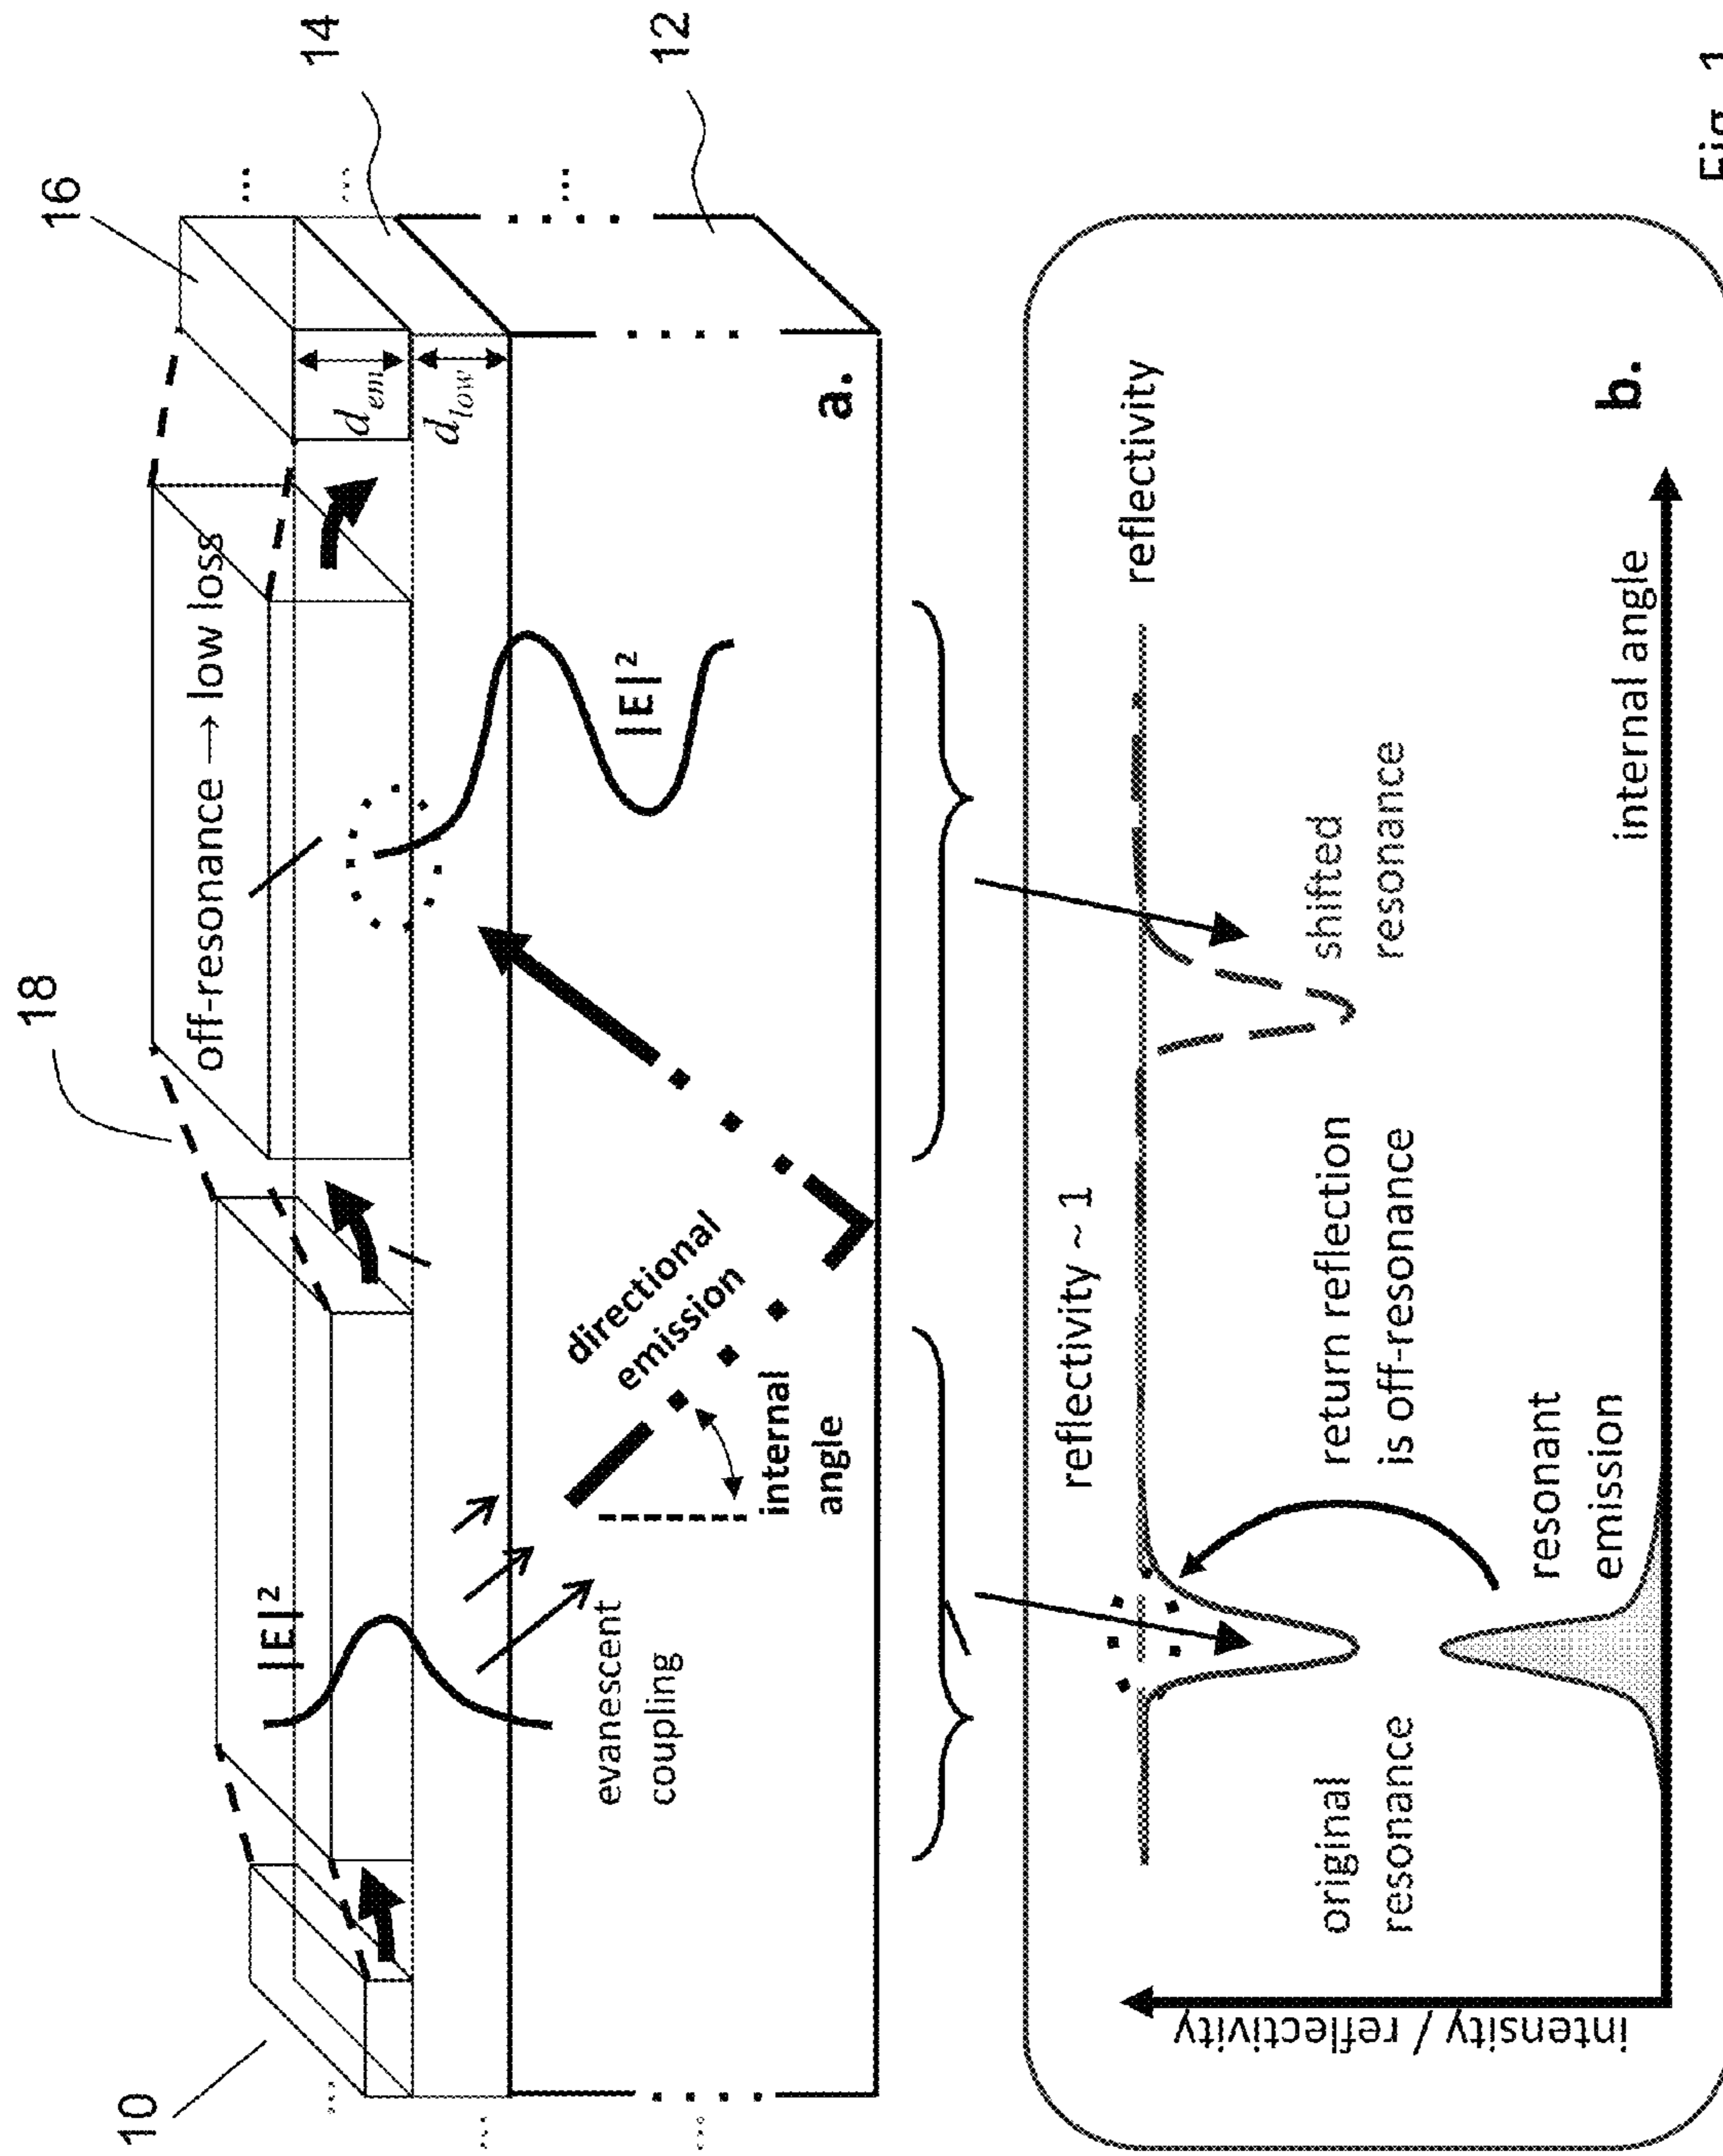 10
18
16
14
12
off-resonance → low loss
|E|²
d_em
d_low
evanescent
coupling
directional
emission
internal
angle
|E|²
a.
reflectivity ~ 1
reflectivity
original
resonance
return reflection
is off-resonance
shifted
resonance
resonant
emission
intensity / reflectivity
internal angle
b.
Fig. 1